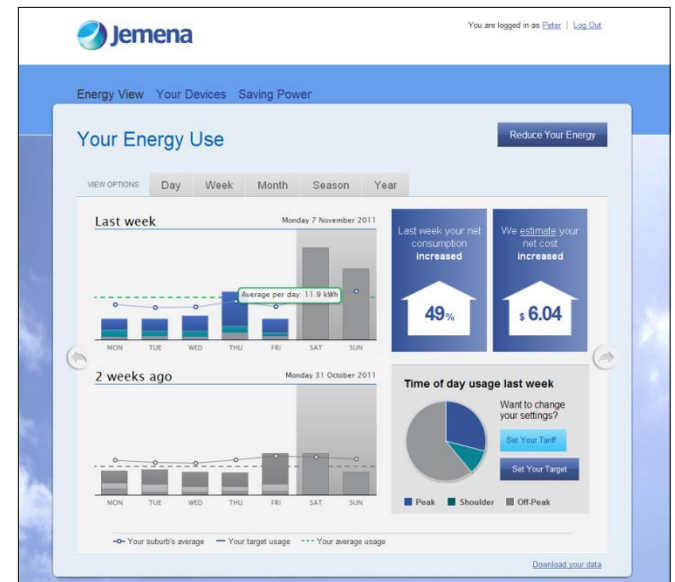 Jemena
You are logged in as Peter | Log Out
Energy View Your Devices Saving Power
Your Energy Use
Reduce Your Energy
VIEW OPTIONS Day Week Month Season Year
Last week
Monday 7 November 2011
Average per day: 11.9 kWh
MON TUE WED THU FRI SAT SUN
Last week your net
consumption
increased
49%
We estimate your
net cost
increased
$ 6.04
2 weeks ago
Monday 31 October 2011
MON TUE WED THU FRI SAT SUN
Time of day usage last week
Want to change
your settings?
Set Your Tariff
Set Your Target
Peak Shoulder Off-Peak
Your suburb's average Your target usage Your average usage
Download your data